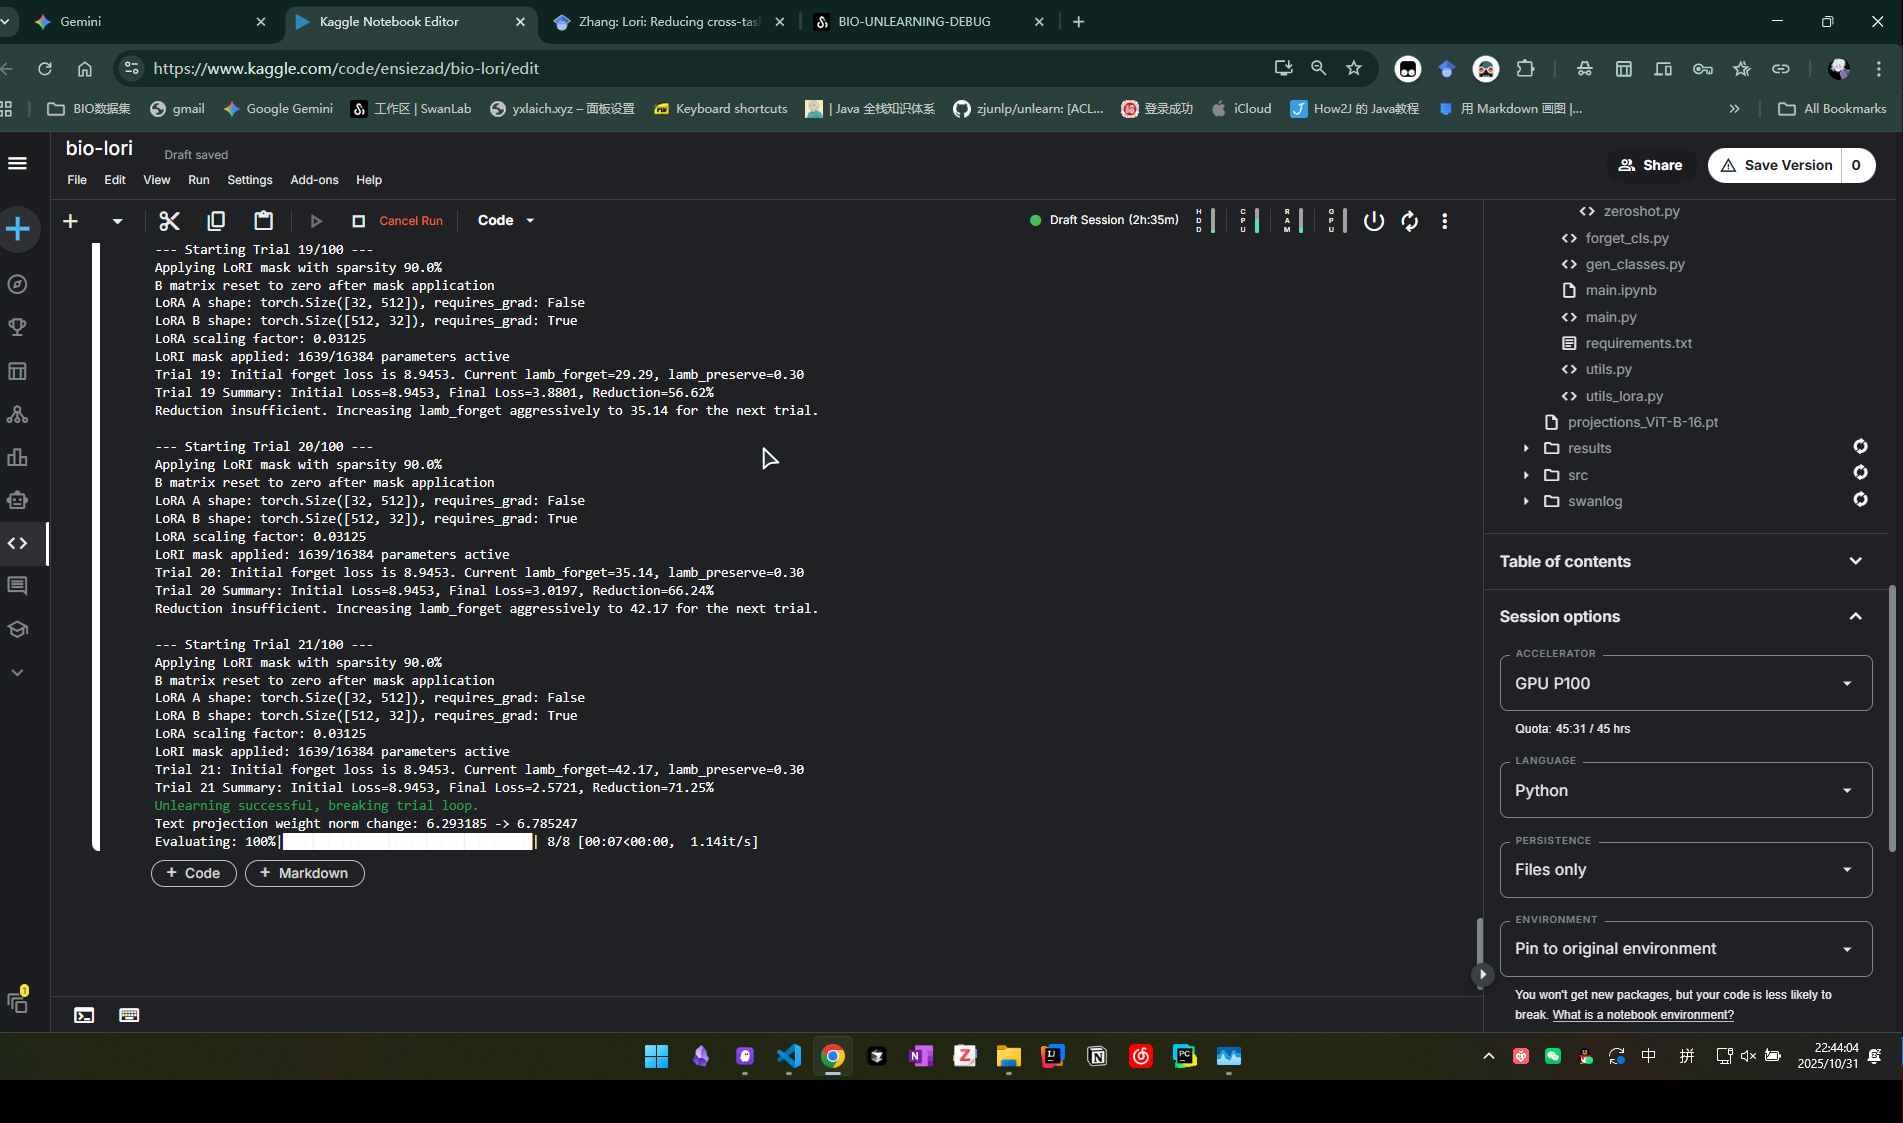 Gemini
Kaggle Notebook Editor
Zhang: Lori: Reducing cross-tas
BIO-UNLEARNING-DEBUG
https://www.kaggle.com/code/ensiezad/bio-lori/edit
BIO数据集
gmail
Google Gemini
工作区 | SwanLab
yxlaich.xyz – 面板设置
Keyboard shortcuts
| Java 全栈知识体系
zjunlp/unlearn: [ACL...
登录成功
iCloud
How2J 的 Java教程
用 Markdown 画图 |...
All Bookmarks
bio-lori
Draft saved
File Edit View Run Settings Add-ons Help
Share
Save Version 0
Cancel Run
Code
Draft Session (2h:35m)
HDD
CPU
RAM
GPU
--- Starting Trial 19/100 ---
Applying LoRI mask with sparsity 90.0%
B matrix reset to zero after mask application
LoRA A shape: torch.Size([32, 512]), requires_grad: False
LoRA B shape: torch.Size([512, 32]), requires_grad: True
LoRA scaling factor: 0.03125
LoRI mask applied: 1639/16384 parameters active
Trial 19: Initial forget loss is 8.9453. Current lamb_forget=29.29, lamb_preserve=0.30
Trial 19 Summary: Initial Loss=8.9453, Final Loss=3.8801, Reduction=56.62%
Reduction insufficient. Increasing lamb_forget aggressively to 35.14 for the next trial.
--- Starting Trial 20/100 ---
Applying LoRI mask with sparsity 90.0%
B matrix reset to zero after mask application
LoRA A shape: torch.Size([32, 512]), requires_grad: False
LoRA B shape: torch.Size([512, 32]), requires_grad: True
LoRA scaling factor: 0.03125
LoRI mask applied: 1639/16384 parameters active
Trial 20: Initial forget loss is 8.9453. Current lamb_forget=35.14, lamb_preserve=0.30
Trial 20 Summary: Initial Loss=8.9453, Final Loss=3.0197, Reduction=66.24%
Reduction insufficient. Increasing lamb_forget aggressively to 42.17 for the next trial.
--- Starting Trial 21/100 ---
Applying LoRI mask with sparsity 90.0%
B matrix reset to zero after mask application
LoRA A shape: torch.Size([32, 512]), requires_grad: False
LoRA B shape: torch.Size([512, 32]), requires_grad: True
LoRA scaling factor: 0.03125
LoRI mask applied: 1639/16384 parameters active
Trial 21: Initial forget loss is 8.9453. Current lamb_forget=42.17, lamb_preserve=0.30
Trial 21 Summary: Initial Loss=8.9453, Final Loss=2.5721, Reduction=71.25%
Unlearning successful, breaking trial loop.
Text projection weight norm change: 6.293185 -> 6.785247
Evaluating: 100%| | 8/8 [00:07<00:00, 1.14it/s]
+ Code
+ Markdown
zeroshot.py
forget_cls.py
gen_classes.py
main.ipynb
main.py
requirements.txt
utils.py
utils_lora.py
projections_ViT-B-16.pt
results
src
swanlog
Table of contents
Session options
ACCELERATOR
GPU P100
Quota: 45:31 / 45 hrs
LANGUAGE
Python
PERSISTENCE
Files only
ENVIRONMENT
Pin to original environment
You won't get new packages, but your code is less likely to
break. What is a notebook environment?
1
中
拼
22:44:04
2025/10/31